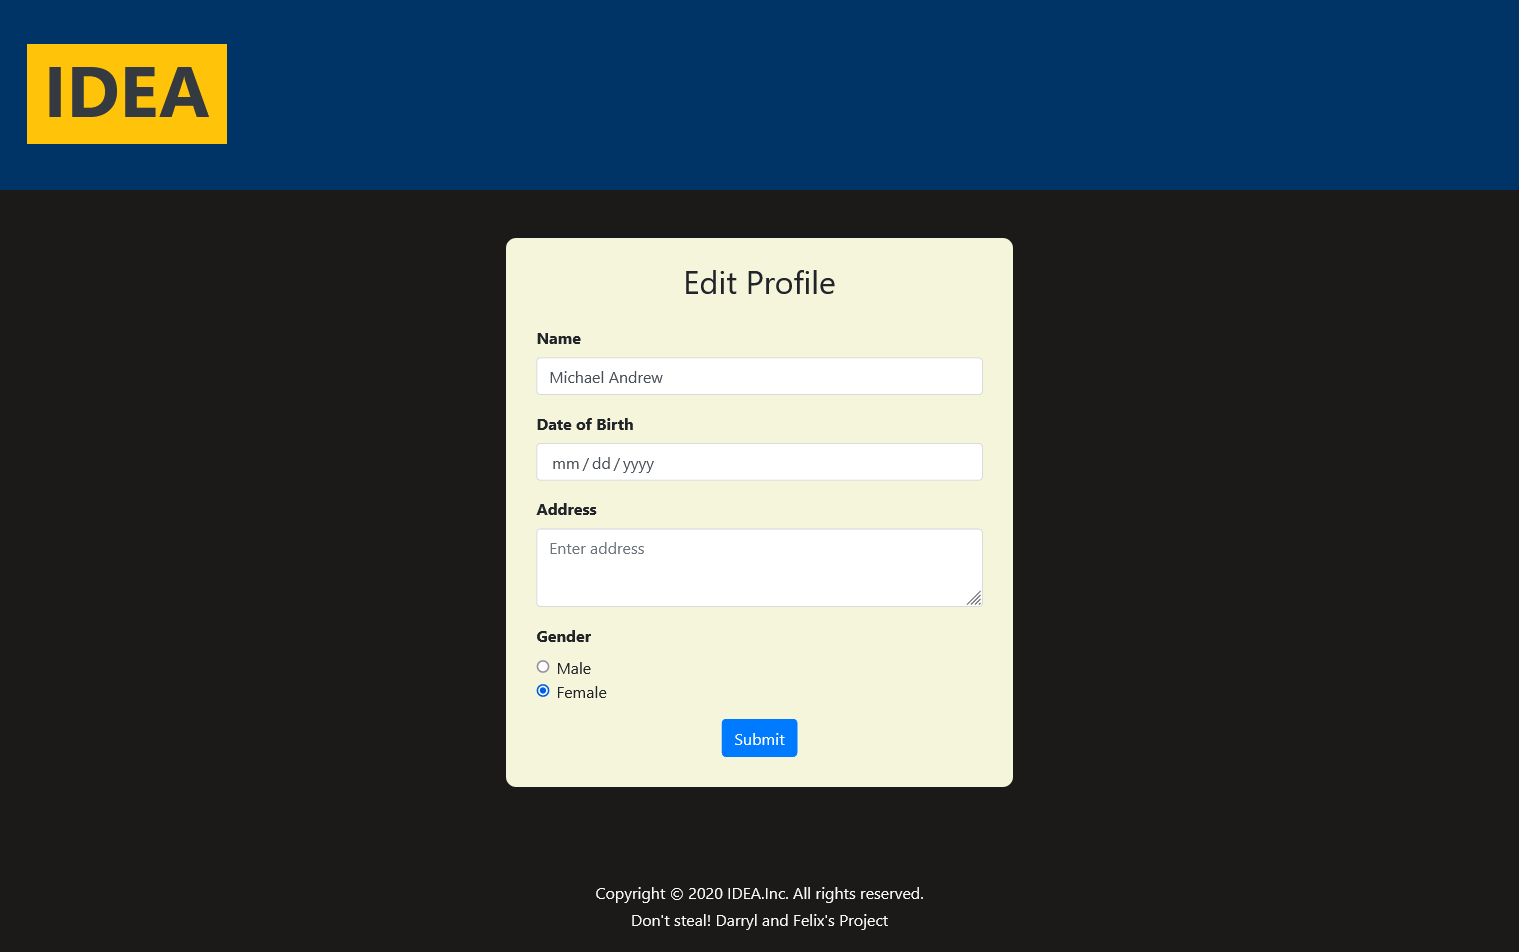 IDEA
Edit Profile
Name
Michael Andrew
Date of Birth
mm/dd/yyyy
Address
Enter address
Gender
Male
Female
Submit
Copyright © 2020 IDEA.Inc. All rights reserved.
Don't steal! Darryl and Felix's Project